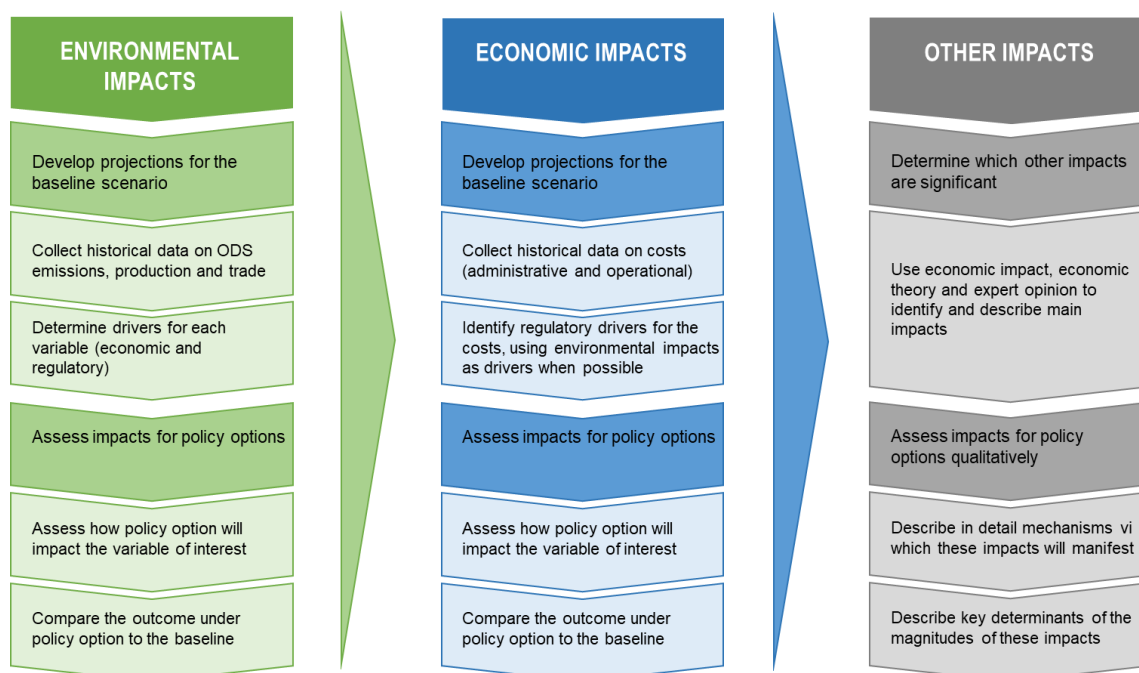 ENVIRONMENTAL
IMPACTS
Develop projections for the
baseline scenario
Collect historical data on ODS
emissions, production and trade
Determine drivers for each
variable (economic and
regulatory)
Assess impacts for policy options
Assess how policy option will
impact the variable of interest
Compare the outcome under
policy option to the baseline
ECONOMIC IMPACTS
Develop projections for the
baseline scenario
Collect historical data on costs
(administrative and operational)
Identify regulatory drivers for the
costs, using environmental impacts
as drivers when possible
Assess impacts for policy options
Assess how policy option will
impact the variable of interest
Compare the outcome under
policy option to the baseline
OTHER IMPACTS
Determine which other impacts
are significant
Use economic impact, economic
theory and expert opinion to
identify and describe main
impacts
Assess impacts for policy
options qualitatively
Describe in detail mechanisms vi
which these impacts will manifest
Describe key determinants of the
magnitudes of these impacts